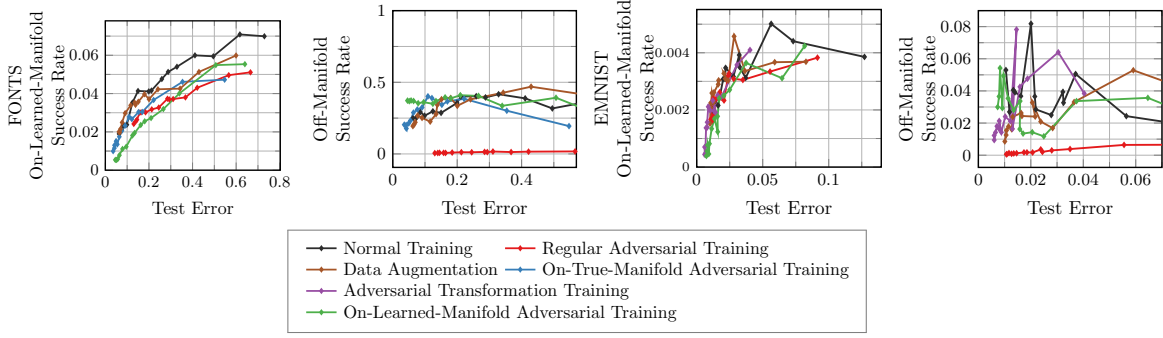 FONTS
On-Learned-Manifold
Success Rate
0.06
0.04
0.02
0
0 0.2 0.4 0.6 0.8
Test Error
Off-Manifold
Success Rate
1
0.5
0
0 0.2 0.4
Test Error
EMNIST
On-Learned-Manifold
Success Rate
0.004
0.002
0
0 0.05 0.1
Test Error
Off-Manifold
Success Rate
0.08
0.06
0.04
0.02
0
0 0.02 0.04 0.06
Test Error
Normal Training Regular Adversarial Training
Data Augmentation On-True-Manifold Adversarial Training
Adversarial Transformation Training
On-Learned-Manifold Adversarial Training